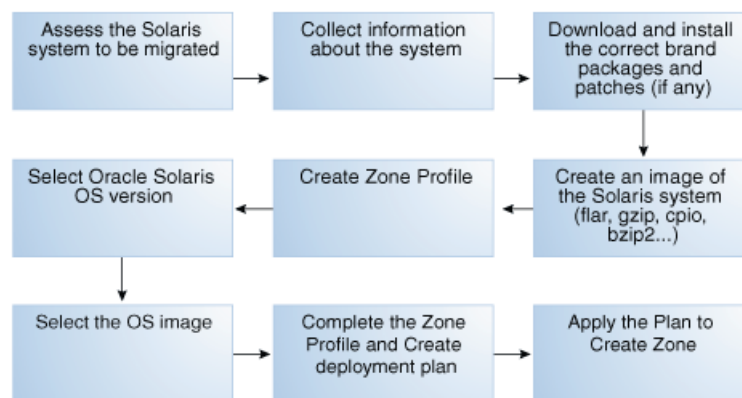 Assess the Solaris
system to be migrated
Collect information
about the system
Download and install
the correct brand
packages and
patches (if any)
Create an image of
the Solaris system
(flar, gzip, cpio,
bzip2...)
Create Zone Profile
Select Oracle Solaris
OS version
Select the OS image
Complete the Zone
Profile and Create
deployment plan
Apply the Plan to
Create Zone